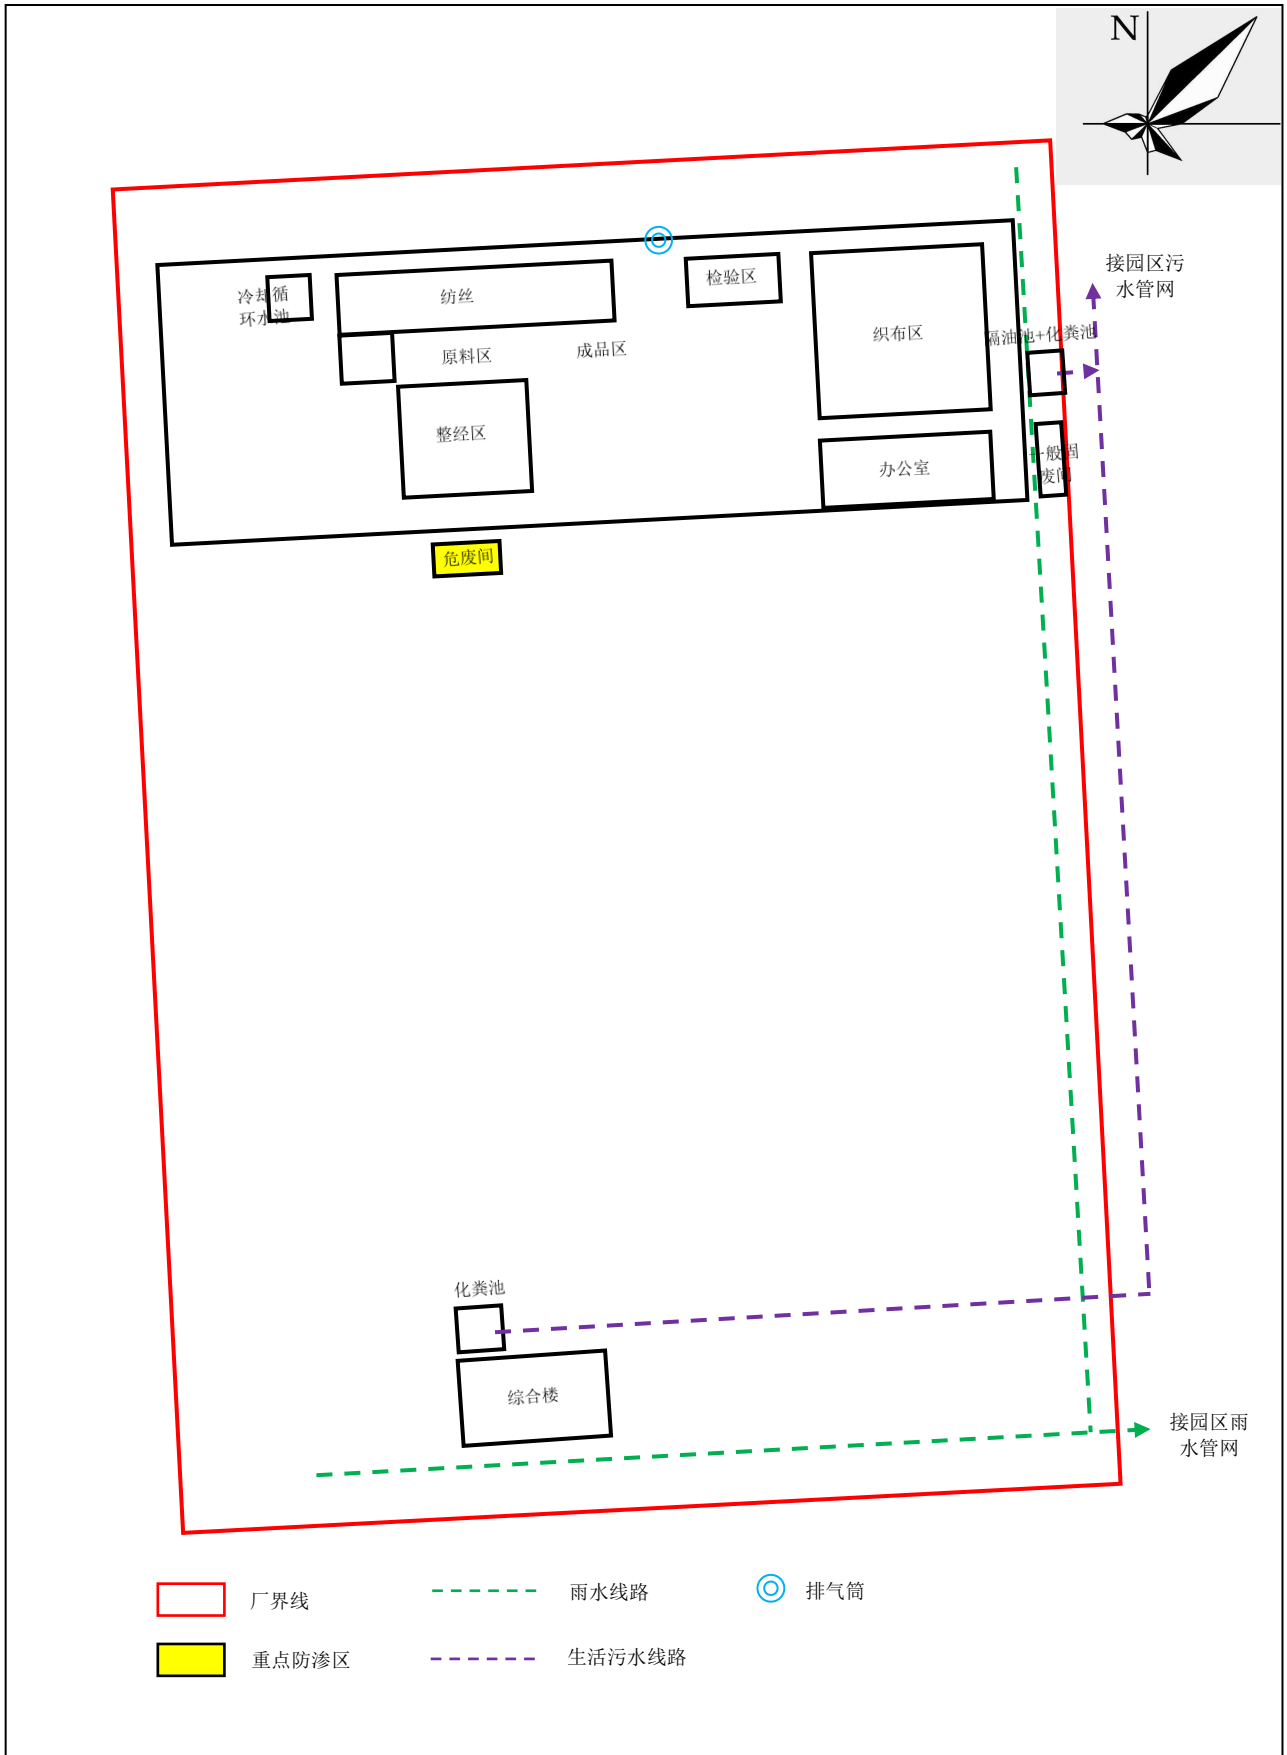 N
接园区污
水管网
冷却循
环水池
纺丝
检验区
织布区
隔油池+化粪池
原料区
成品区
整经区
办公室
一般固
废间
危废间
化粪池
综合楼
接园区雨
水管网
厂界线
雨水线路
排气筒
重点防渗区
生活污水线路